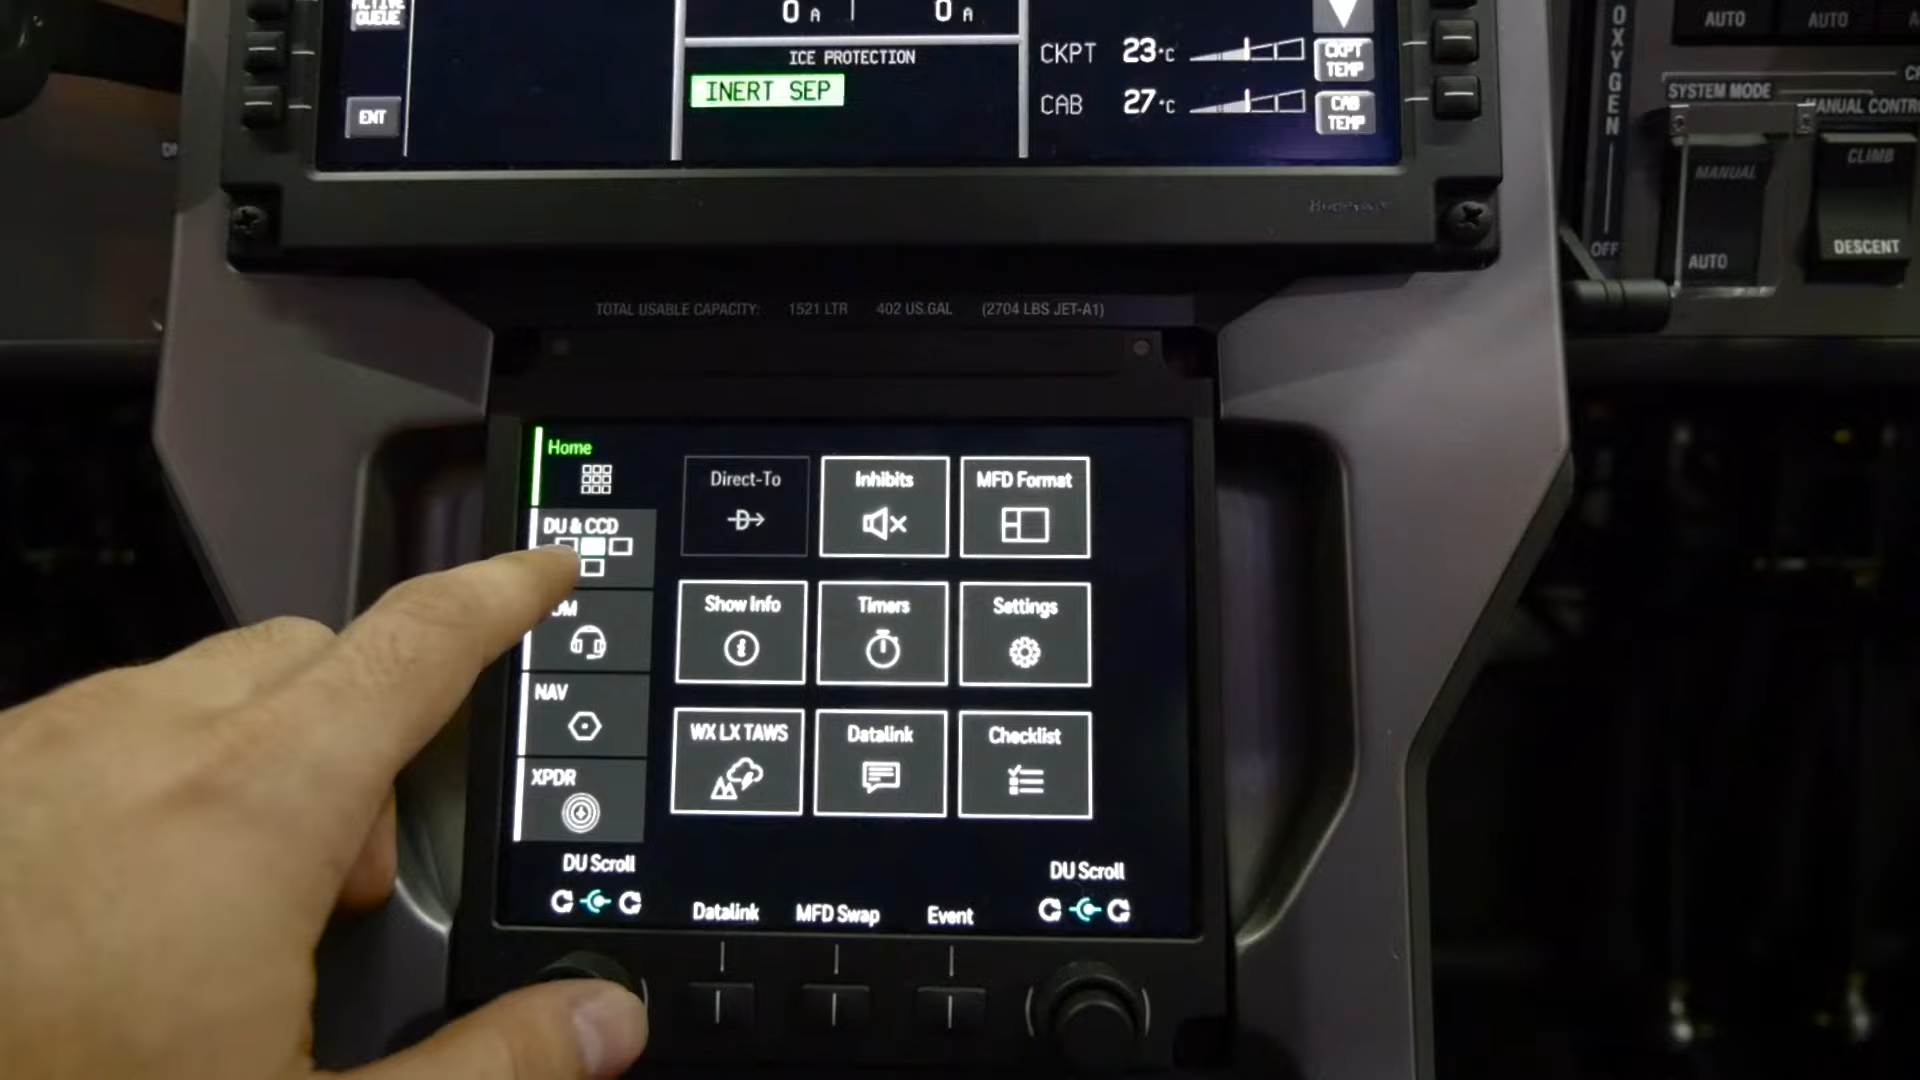 ACTIVE
QUEUE
ENT
0 A
0 A
ICE PROTECTION
INERT SEP
CKPT 23°C
CKPT
TEMP
CAB 27°C
CAB
TEMP
Honeywell
OXYGEN
OFF
AUTO
AUTO
SYSTEM MODE
MANUAL
AUTO
CLIMB
DESCENT
TOTAL USABLE CAPACITY: 1521 LTR 402 US.GAL (2704 LBS JET-A1)
Home
DU & CCD
NAV
XPDR
Direct-To
Inhibits
MFD Format
Show Info
Timers
Settings
WX LX TAWS
Datalink
Checklist
DU Scroll
DU Scroll
Datalink
MFD Swap
Event